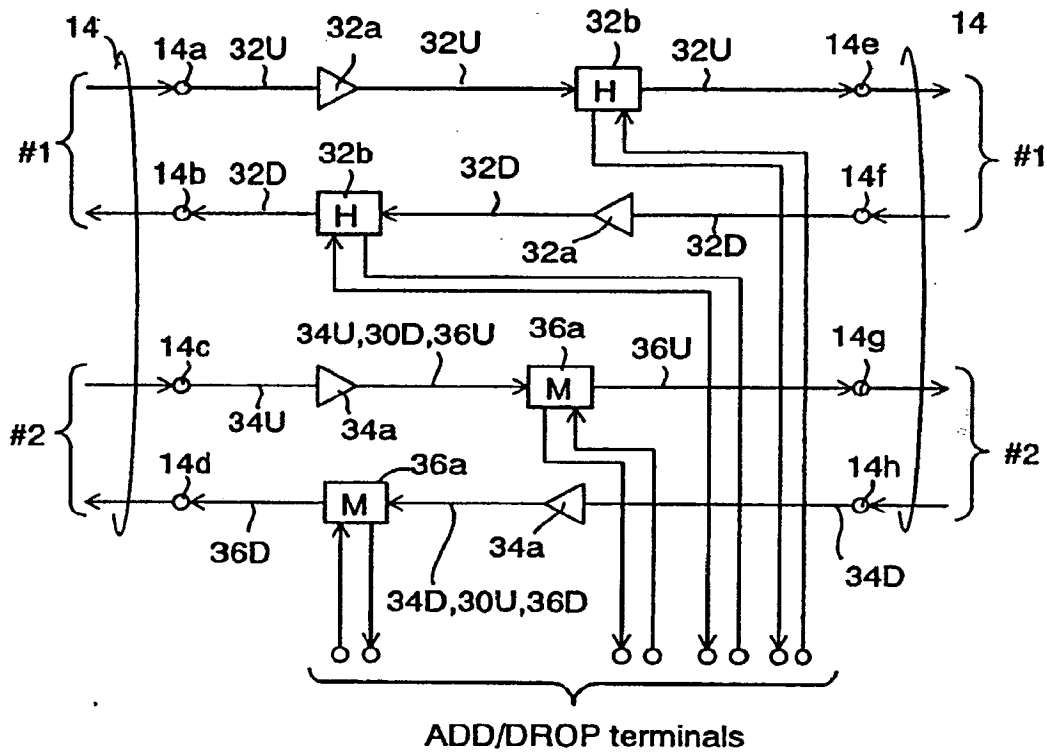 14 14a 32U 32a 32U 32b 32U 14e 14
H
#1 #1
14b 32D 32b 32D 14f
H
32a 32D
14c 34U,30D,36U 36a 36U 14g
M
34U 34a
#2 #2
14d 36a 14h
M
36D 34a 34D
34D,30U,36D
ADD/DROP terminals